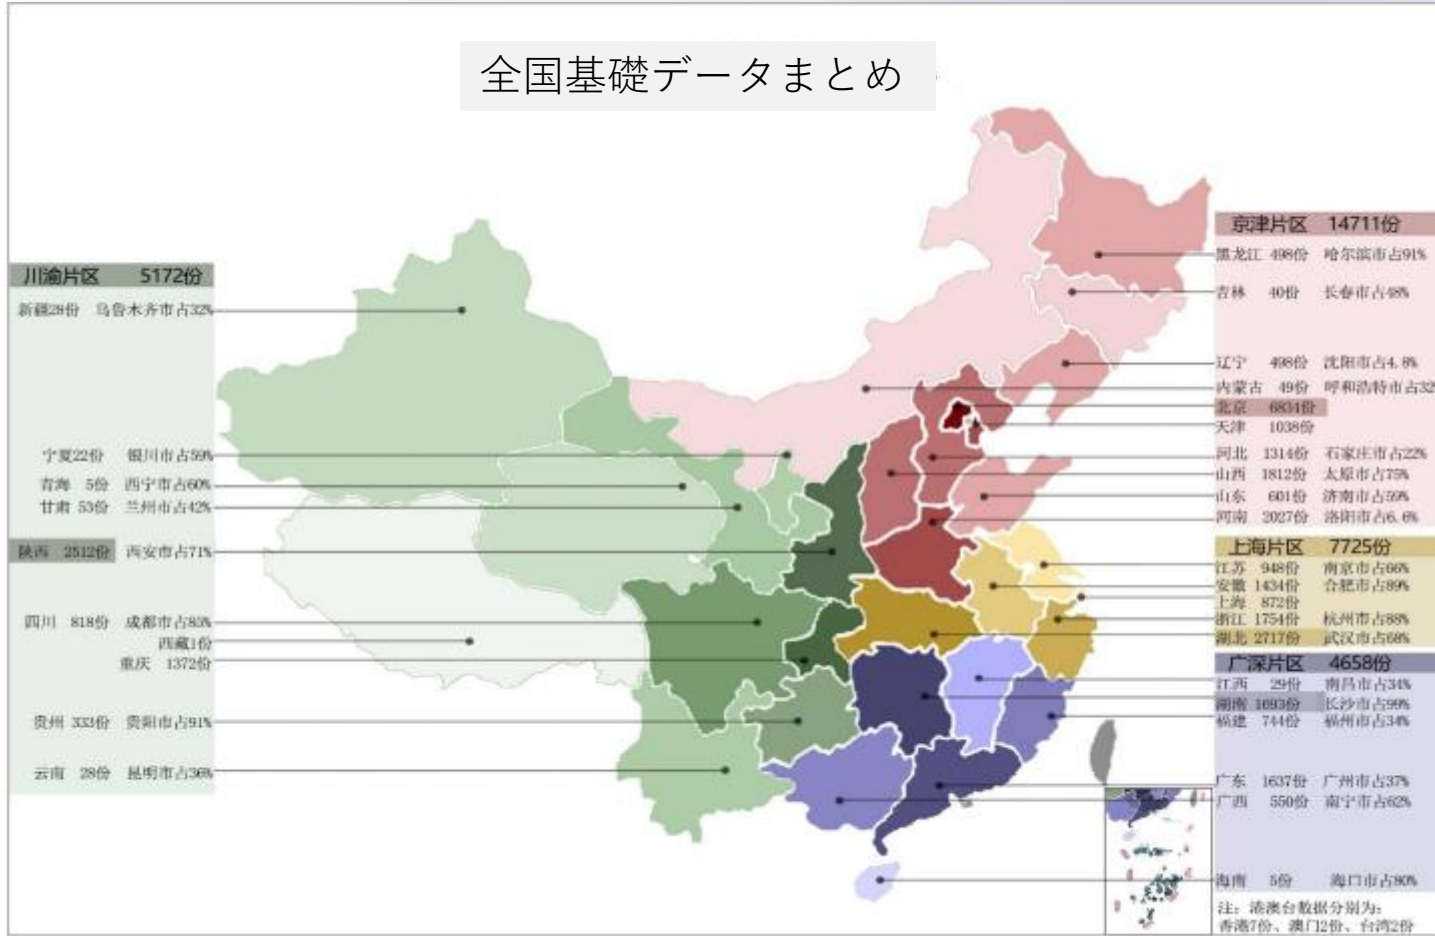 全国基礎データまとめ
川渝片区 5172份
新疆28份 乌鲁木齐市占32%
宁夏22份 银川市占59%
青海 5份 西宁市占60%
甘肃 53份 兰州市占42%
陕西 2512份 西安市占71%
四川 818份 成都市占85%
西藏1份
重庆 1372份
贵州 333份 贵阳市占91%
云南 28份 昆明市占36%
京津片区 14711份
黑龙江 498份 哈尔滨市占91%
吉林 40份 长春市占48%
辽宁 498份 沈阳市占4.8%
内蒙古 49份 呼和浩特市占32%
北京 6834份
天津 1038份
河北 1314份 石家庄市占22%
山西 1812份 太原市占75%
山东 601份 济南市占59%
河南 2027份 洛阳市占6.6%
上海片区 7725份
江苏 948份 南京市占66%
安徽 1434份 合肥市占89%
上海 872份
浙江 1754份 杭州市占88%
湖北 2717份 武汉市占68%
广深片区 4658份
江西 29份 南昌市占34%
湖南 1693份 长沙市占99%
福建 744份 福州市占34%
广东 1637份 广州市占37%
广西 550份 南宁市占62%
海南 5份 海口市占80%
注：港澳台数据分别为：
香港7份、澳门2份、台湾2份